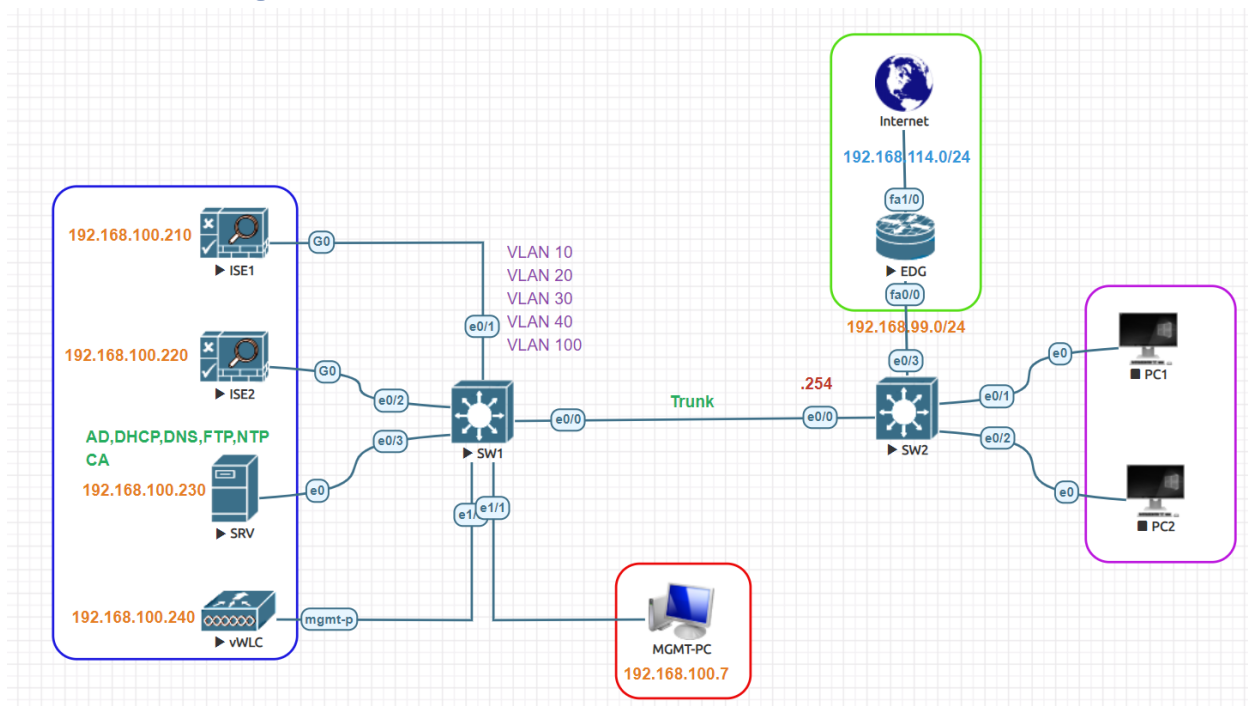 Internet
192.168.114.0/24
fa1/0
EDG
fa0/0
192.168.99.0/24
e0/3
192.168.100.210
G0
ISE1
VLAN 10
VLAN 20
VLAN 30
VLAN 40
VLAN 100
e0/1
192.168.100.220
G0
ISE2
e0/2
AD,DHCP,DNS,FTP,NTP
CA
192.168.100.230
e0
SRV
e0/3
SW1
e0/0
Trunk
.254
e0/0
SW2
e0/1
e0
PC1
e0/2
e0
PC2
e1/
e1/1
192.168.100.240
mgmt-p
vWLC
MGMT-PC
192.168.100.7